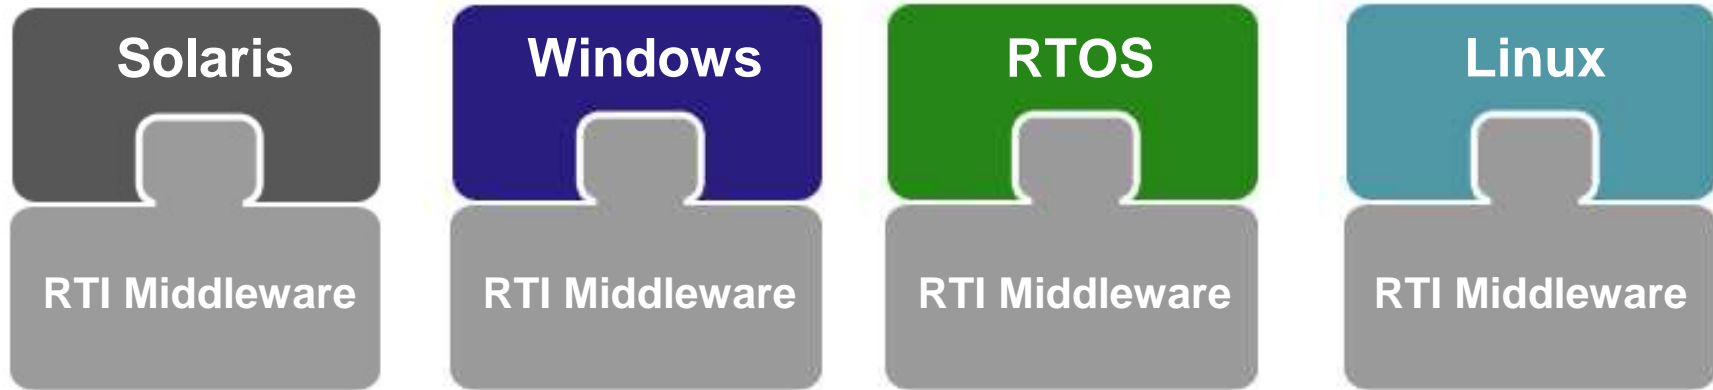 Solaris
Windows
RTOS
Linux
RTI Middleware
RTI Middleware
RTI Middleware
RTI Middleware